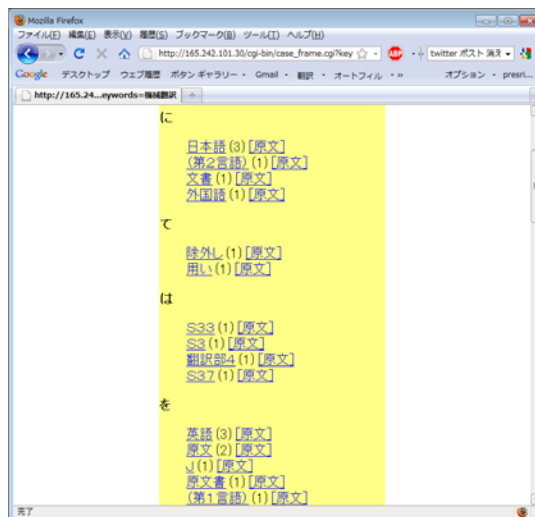 Mozilla Firefox
ファイル(F) 編集(E) 表示(V) 履歴(S) ブックマーク(B) ツール(T) ヘルプ(H)
http://165.242.101.30/cgi-bin/case_frame.cgi?key
twitter ポスト 消え
Google デスクトップ ウェブ履歴 ボタン ギャラリー・ Gmail・ 翻訳・ オートフィル ・» オプション・ presri...
http://165.24...eywords=機械翻訳
に
日本語(3)[原文]
(第2言語)(1)[原文]
文書(1)[原文]
外国語(1)[原文]
て
除外し(1)[原文]
用い(1)[原文]
は
S33(1)[原文]
S3(1)[原文]
翻訳部4(1)[原文]
S37(1)[原文]
を
英語(3)[原文]
原文(2)[原文]
J(1)[原文]
原文書(1)[原文]
(第1言語)(1)[原文]
完了